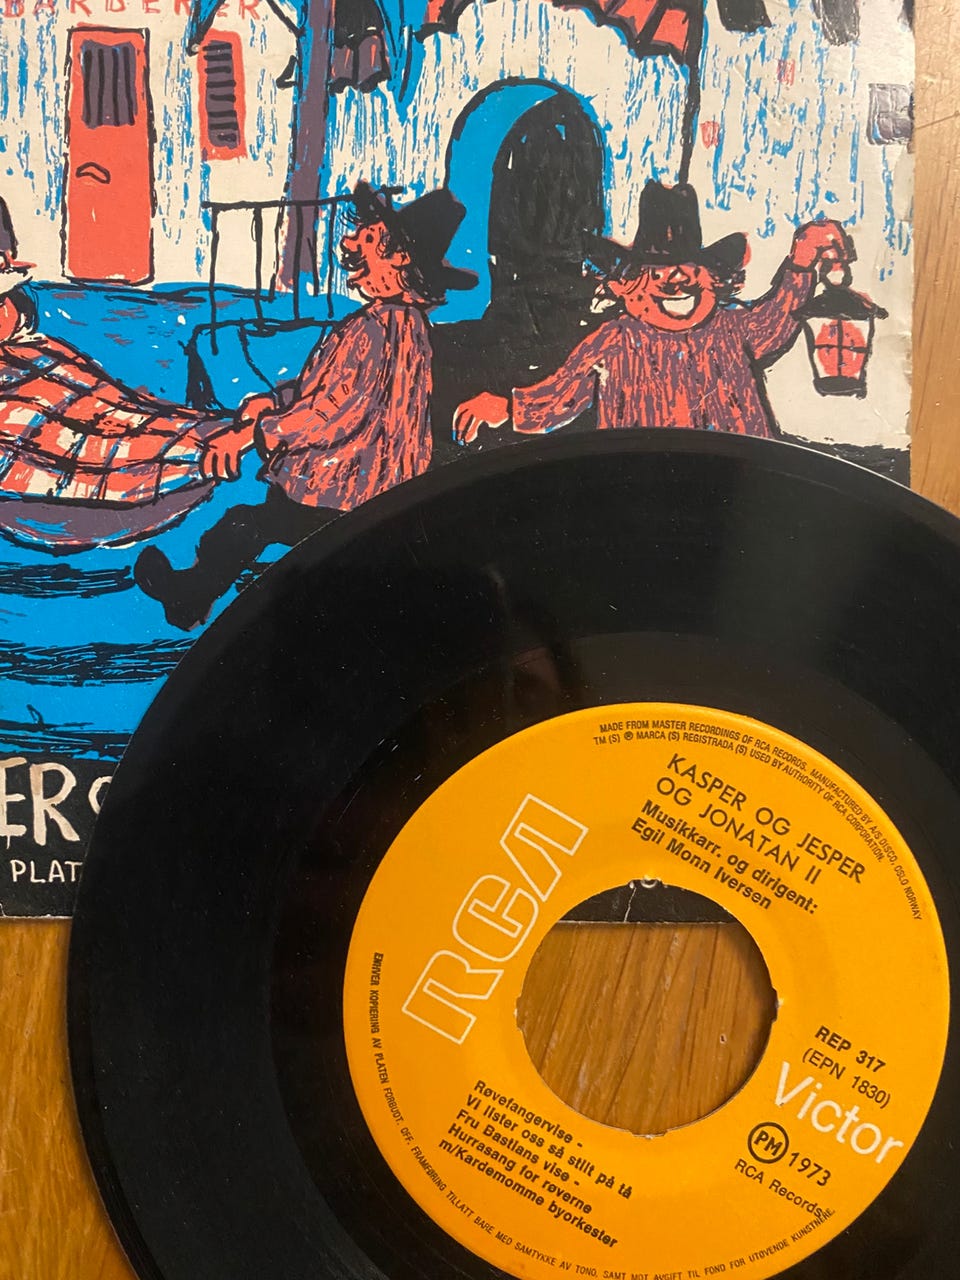 BARDERER
ER
PLAT
MADE FROM MASTER RECORDINGS OF RCA RECORDS. MANUFACTURED BY A/S DISCO, OSLO NORWAY
TM (S) ® MARCA (S) REGISTRADA (S) USED BY AUTHORITY OF RCA CORPORATION.
KASPER OG JESPER
OG JONATAN II
Musikkarr. og dirigent:
Egil Monn Iversen
RCA
REP 317
(EPN 1830)
Victor
PM 1973
RCA Records
Røvefangervise -
Vi lister oss så stilt på tå
Fru Bastians vise -
Hurrasang for røverne
m/Kardemomme byorkester
ENHVER KOPIERING AV PLATEN FORBUDT. OFF. FRAMFØRING TILLATT BARE MED SAMTYKKE AV TONO, SAMT MOT AVGIFT TIL FOND FOR UTØVENDE KUNSTNERE.